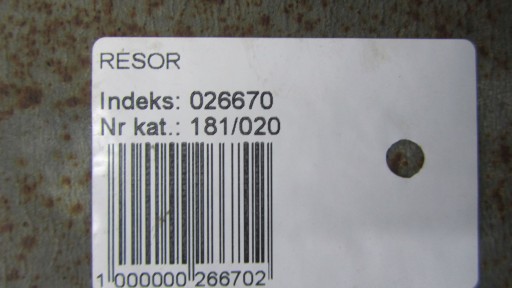 RESOR
Indeks: 026670
Nr kat.: 181/020
1 000000 266702